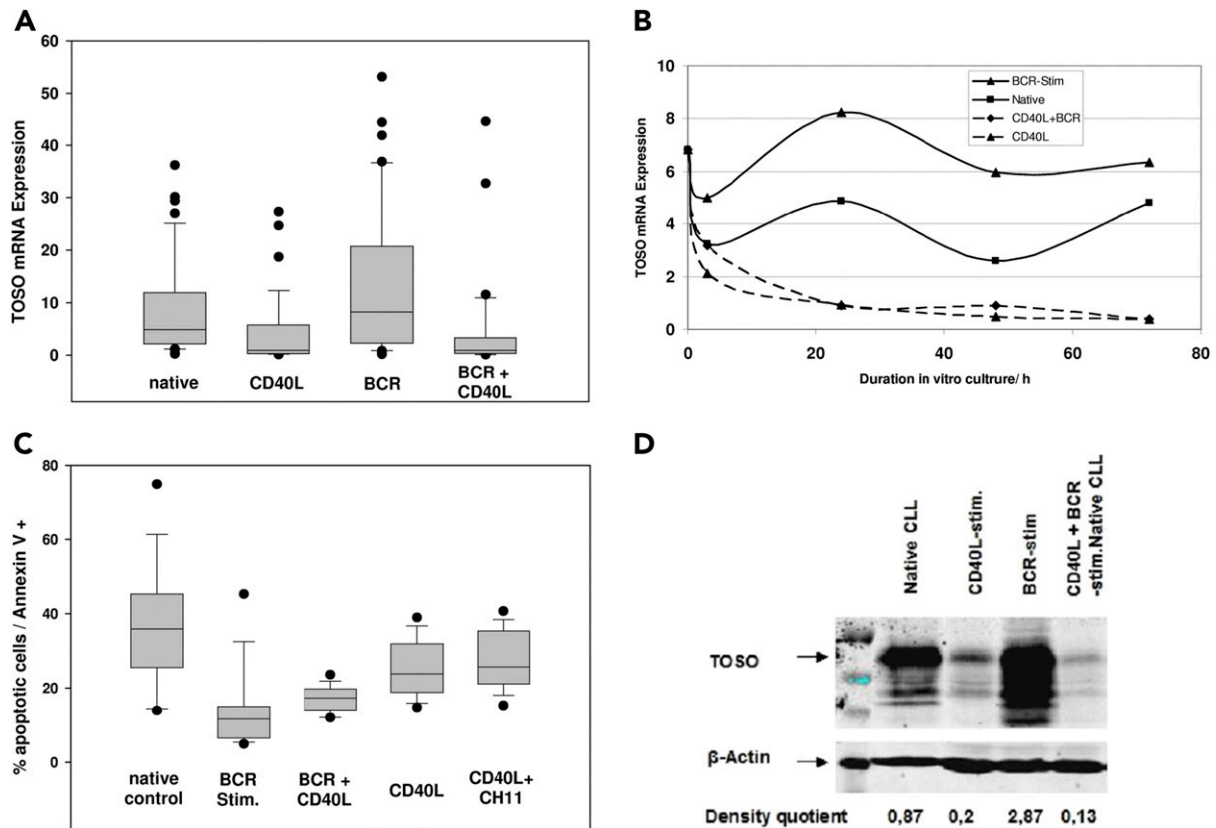 A
TOSO mRNA Expression
60
50
40
30
20
10
0
native
CD40L
BCR
BCR +
CD40L
B
TOSO mRNA Expression
10
8
6
4
2
0
0
20
40
60
80
Duration in vitro cultrure/ h
BCR-Stim
Native
CD40L+BCR
CD40L
C
% apoptotic cells / Annexin V +
80
60
40
20
0
native
control
BCR
Stim.
BCR +
CD40L
CD40L
CD40L+
CH11
D
Native CLL
CD40L-stim.
BCR-stim
CD40L + BCR
-stim.Native CLL
TOSO
β-Actin
Density quotient 0,87 0,2 2,87 0,13